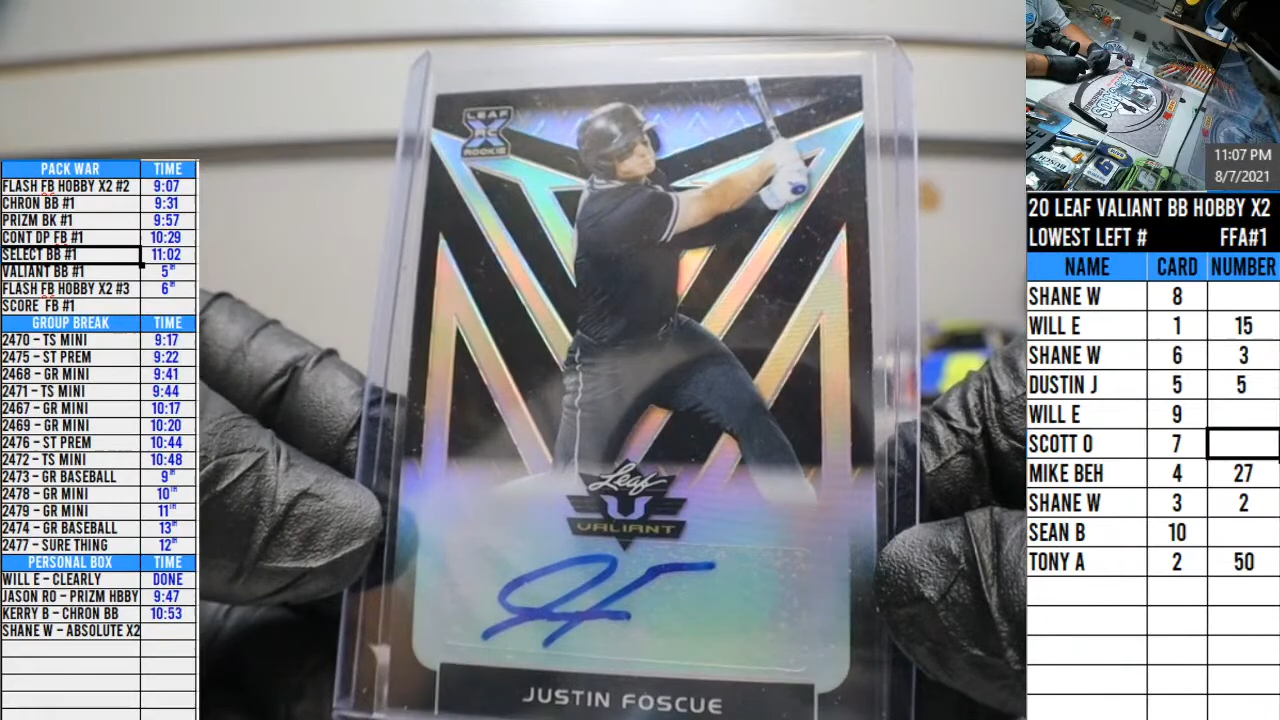 PACK WAR TIME
FLASH FB HOBBY X2 #2 9:07
CHRON BB #1 9:31
PRIZM BK #1 9:57
CONT DP FB #1 10:29
SELECT BB #1 11:02
VALIANT BB #1 5TH
FLASH FB HOBBY X2 #3 6TH
SCORE FB #1
GROUP BREAK TIME
2470 – TS MINI 9:17
2475 – ST PREM 9:22
2468 – GR MINI 9:41
2471 – TS MINI 9:44
2467 – GR MINI 10:17
2469 – GR MINI 10:20
2476 – ST PREM 10:44
2472 – TS MINI 10:48
2473 – GR BASEBALL 9TH
2478 – GR MINI 10TH
2479 – GR MINI 11TH
2474 – GR BASEBALL 13TH
2477 – SURE THING 12TH
PERSONAL BOX TIME
WILL E – CLEARLY DONE
JASON RO – PRIZM HBBY 9:47
KERRY B – CHRON BB 10:53
SHANE W – ABSOLUTE X2
LEAF
RC
ROOKIE
Leaf
VALIANT
JUSTIN FOSCUE
11:07 PM
8/7/2021
20 LEAF VALIANT BB HOBBY X2
LOWEST LEFT # FFA#1
NAME CARD NUMBER
SHANE W 8
WILL E 1 15
SHANE W 6 3
DUSTIN J 5 5
WILL E 9
SCOTT O 7
MIKE BEH 4 27
SHANE W 3 2
SEAN B 10
TONY A 2 50